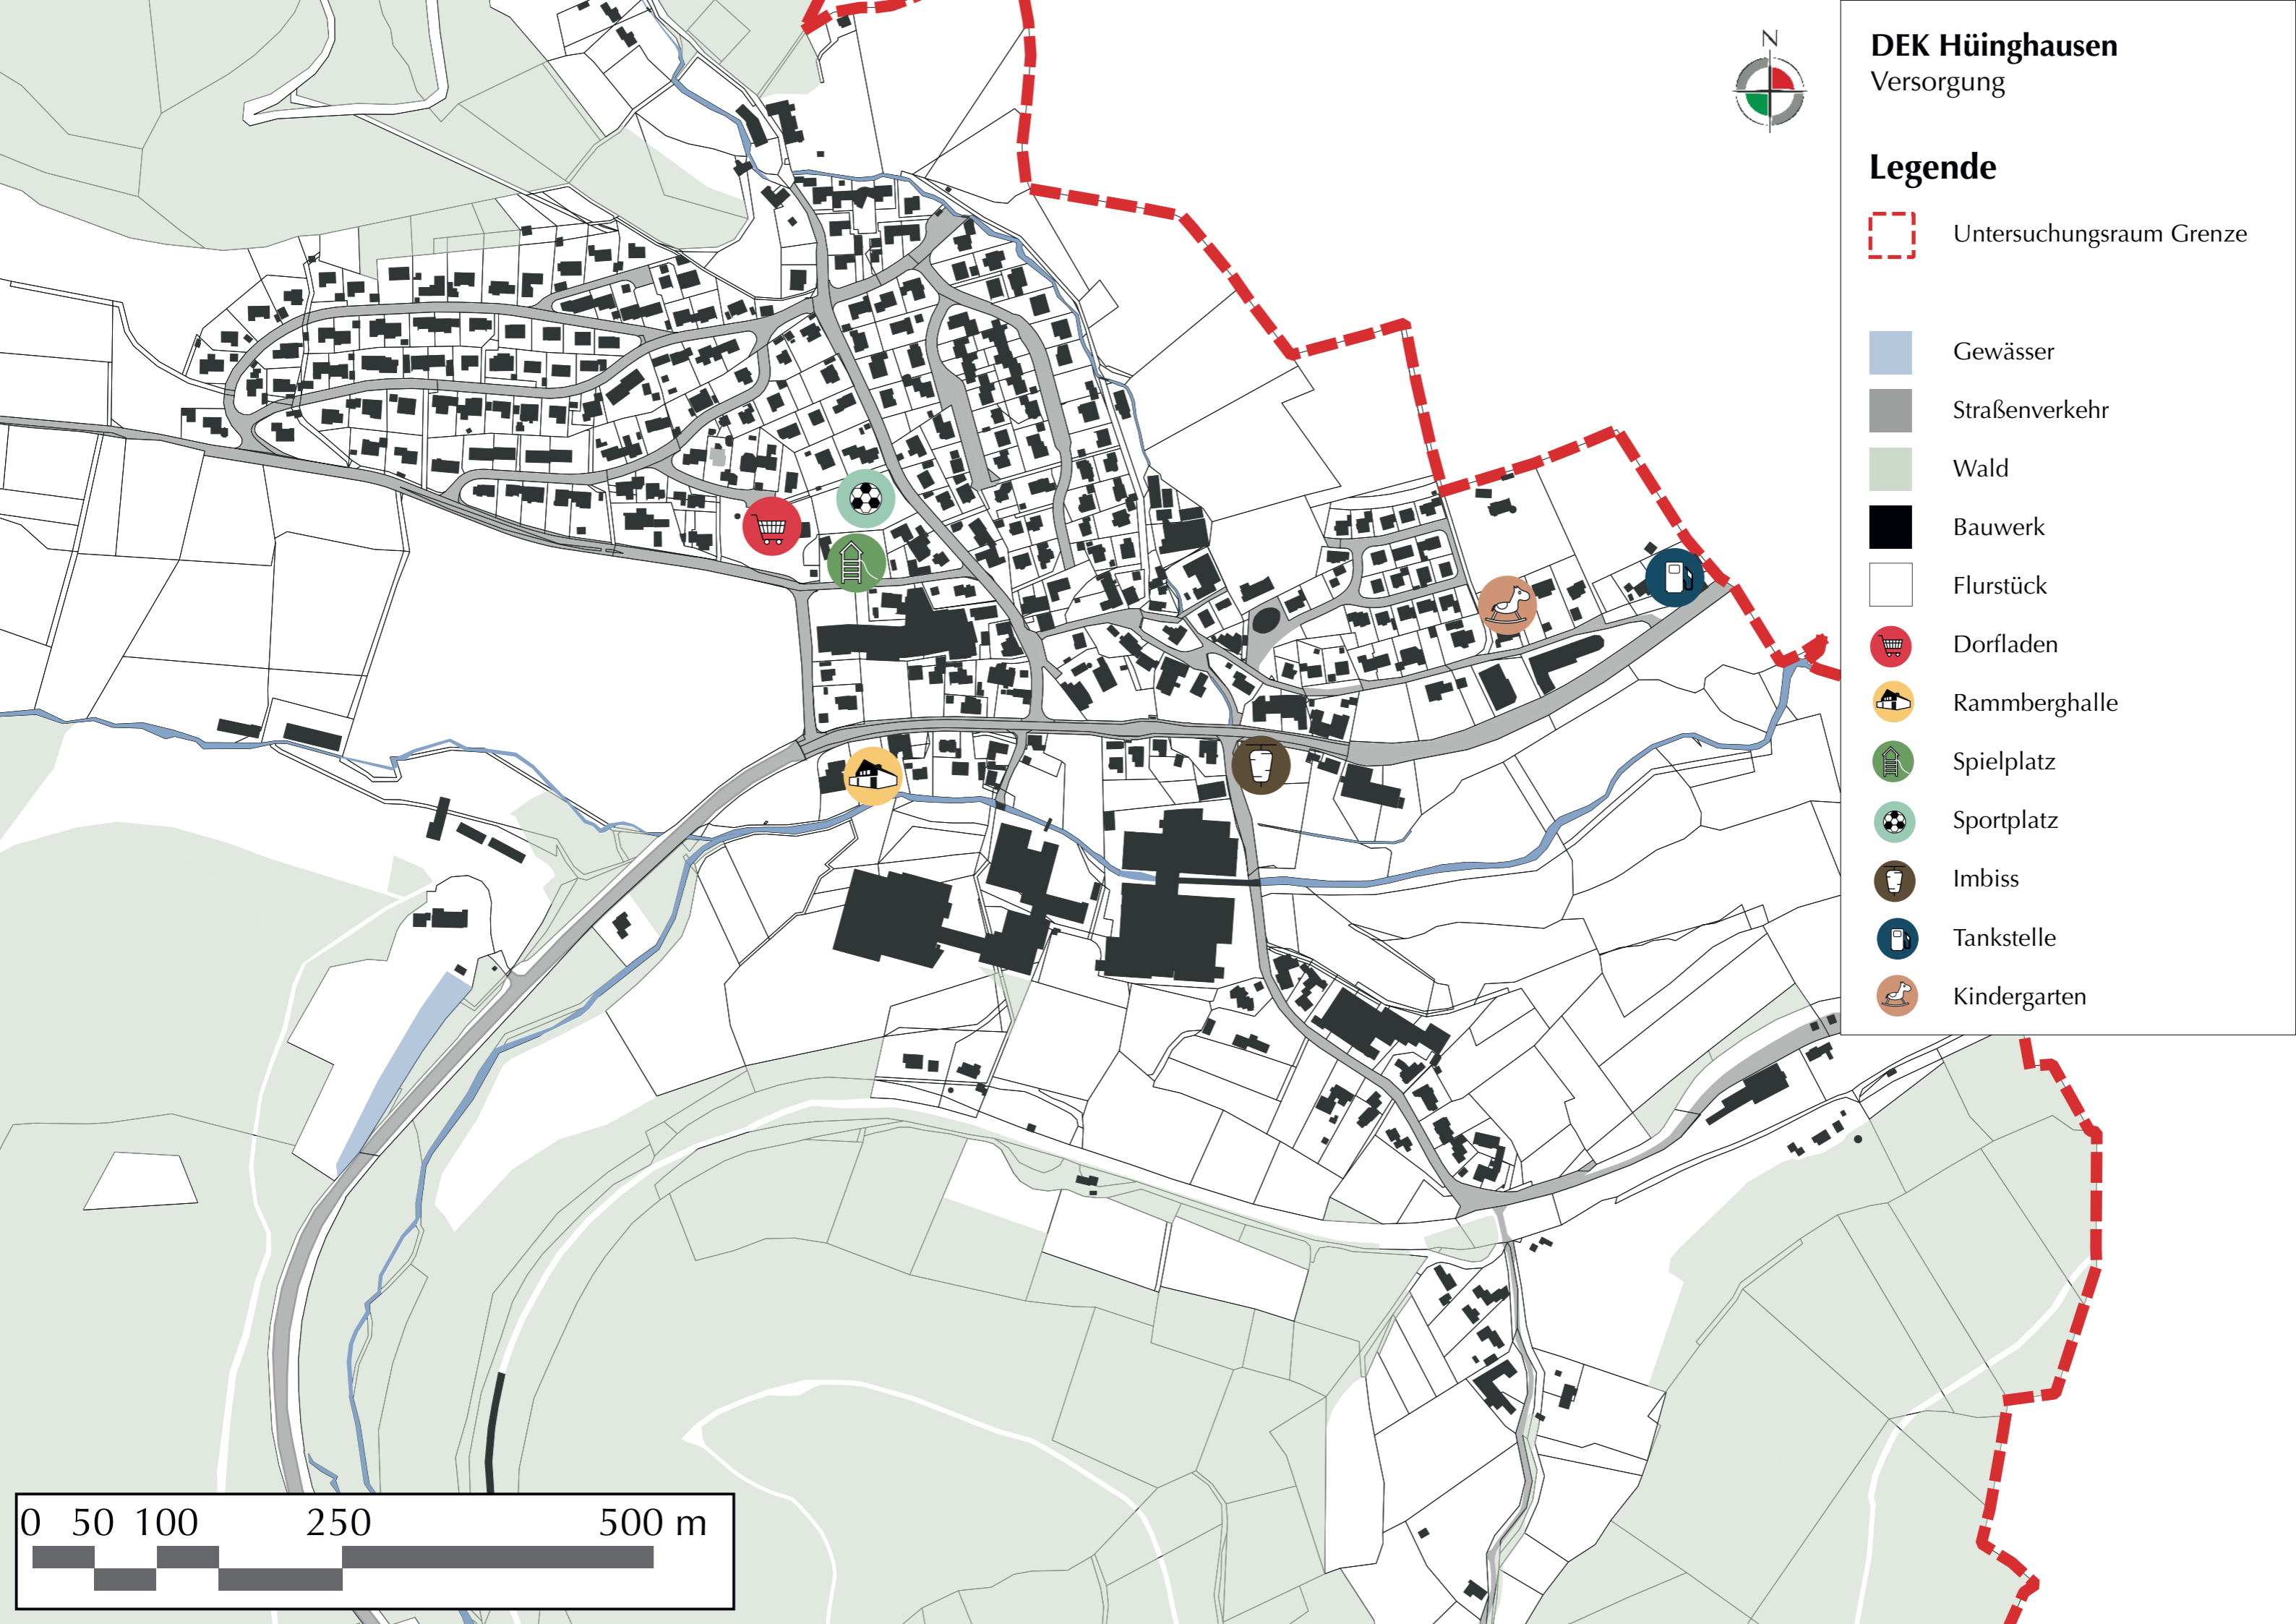 N
DEK Hüinghausen
Versorgung
Legende
Untersuchungsraum Grenze
Gewässer
Straßenverkehr
Wald
Bauwerk
Flurstück
Dorfladen
Rammberghalle
Spielplatz
Sportplatz
Imbiss
Tankstelle
Kindergarten
0 50 100 250 500 m